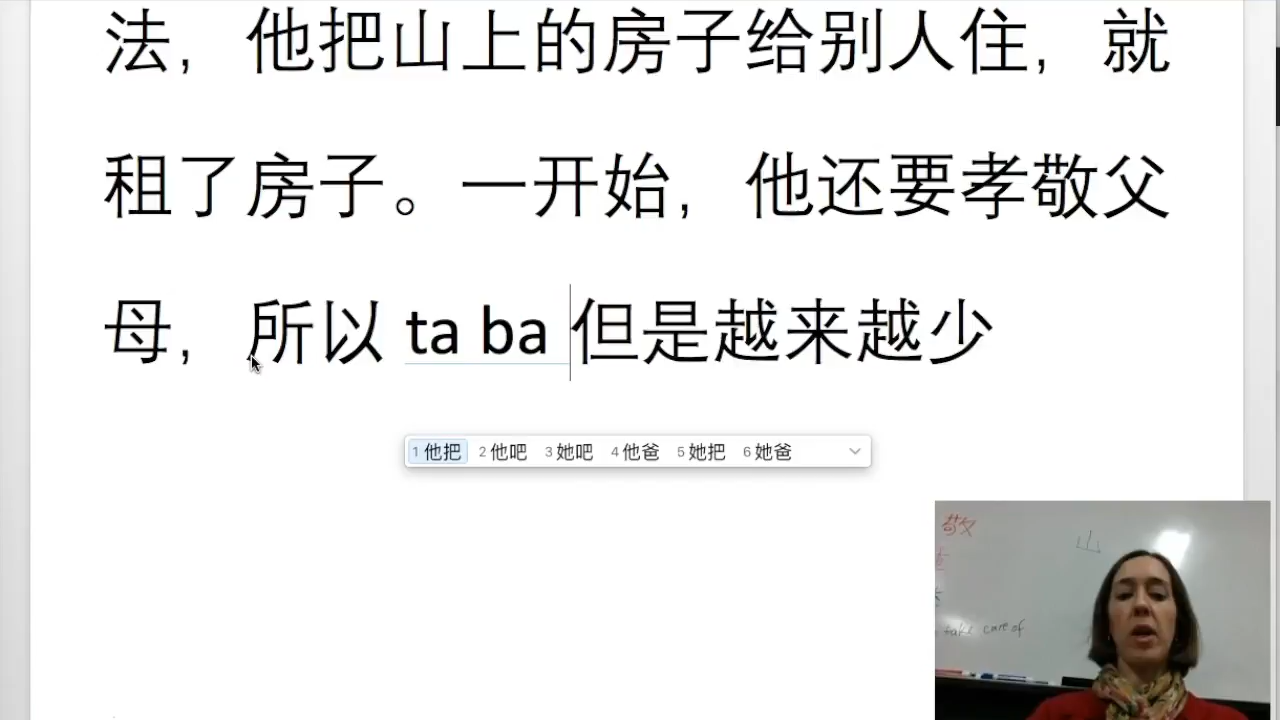 法，他把山上的房子给别人住，就
租了房子。一开始，他还要孝敬父
母，所以 ta ba 但是越来越少
1 他把 2 他吧 3 她吧 4 他爸 5 她把 6 她爸
敬
山
take care of